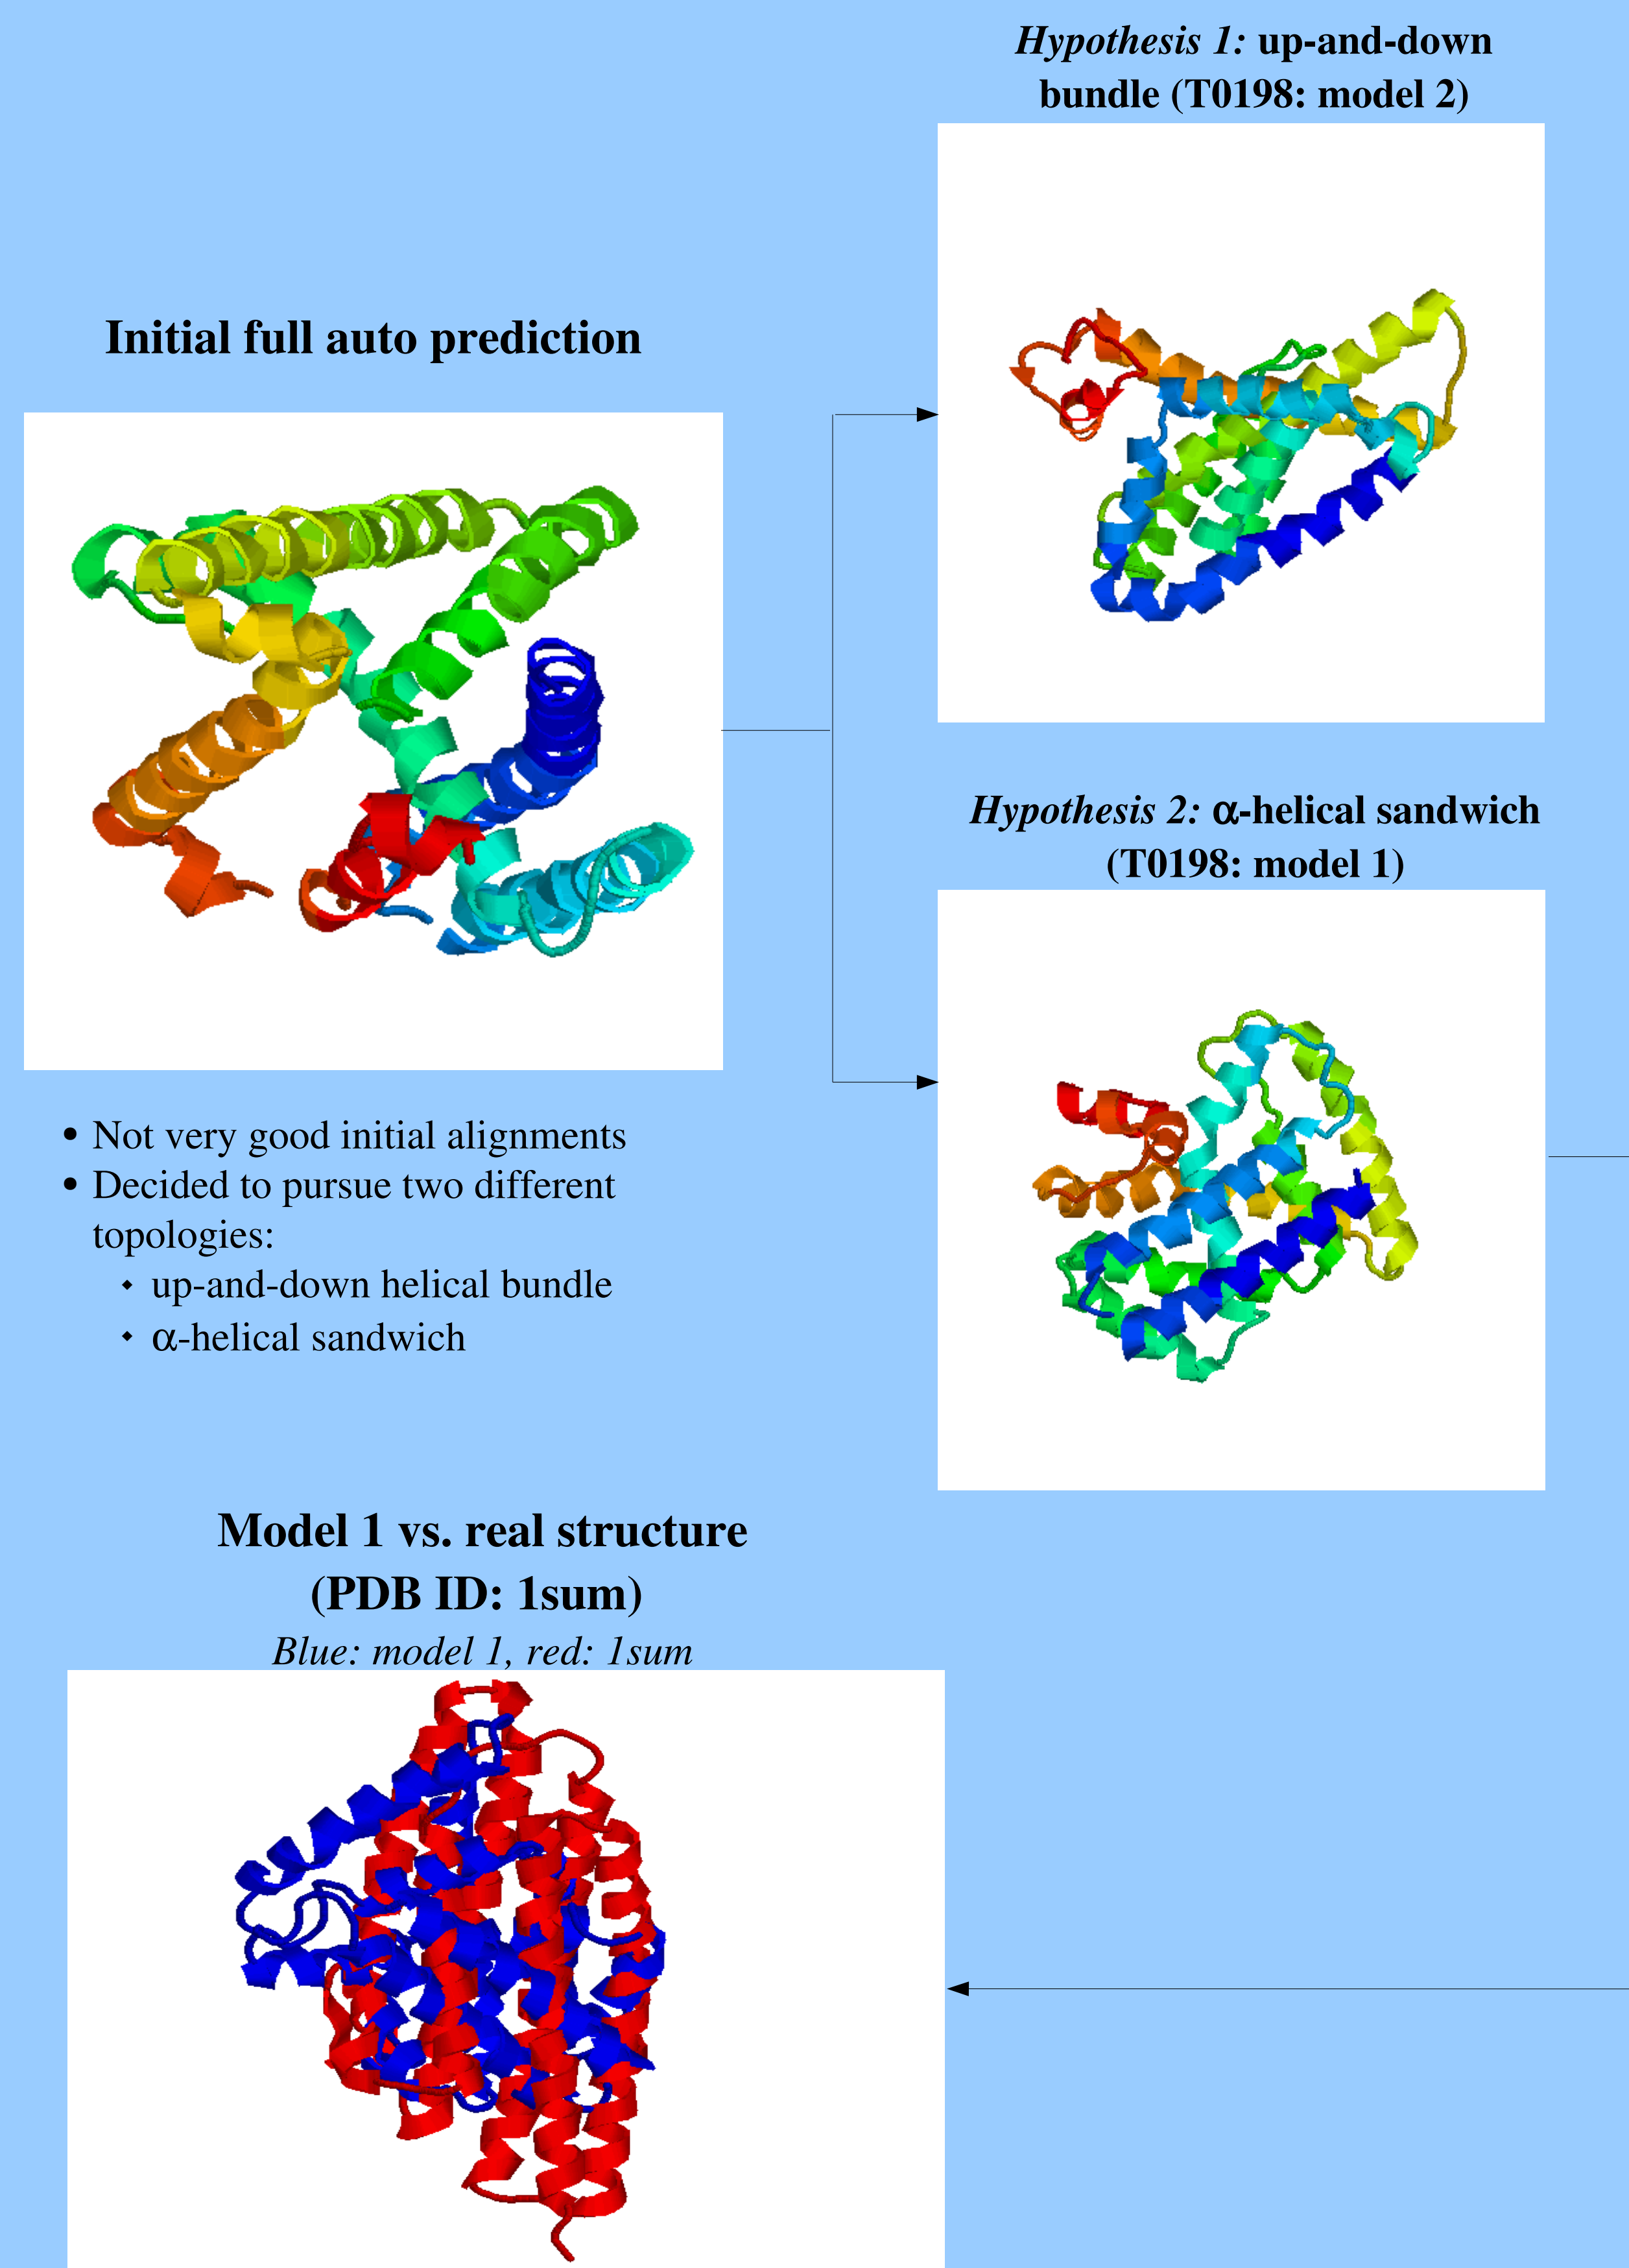 Hypothesis 1: up-and-down
bundle (T0198: model 2)
Initial full auto prediction
Hypothesis 2: α-helical sandwich
(T0198: model 1)
• Not very good initial alignments
• Decided to pursue two different
topologies:
◆ up-and-down helical bundle
◆ α-helical sandwich
Model 1 vs. real structure
(PDB ID: 1sum)
Blue: model 1, red: 1sum